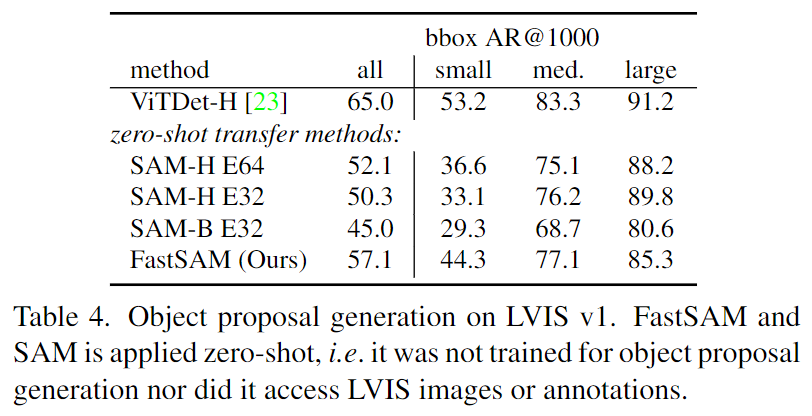 bbox AR@1000
method all small med. large
ViTDet-H [23] 65.0 53.2 83.3 91.2
zero-shot transfer methods:
SAM-H E64 52.1 36.6 75.1 88.2
SAM-H E32 50.3 33.1 76.2 89.8
SAM-B E32 45.0 29.3 68.7 80.6
FastSAM (Ours) 57.1 44.3 77.1 85.3
Table 4. Object proposal generation on LVIS v1. FastSAM and
SAM is applied zero-shot, i.e. it was not trained for object proposal
generation nor did it access LVIS images or annotations.